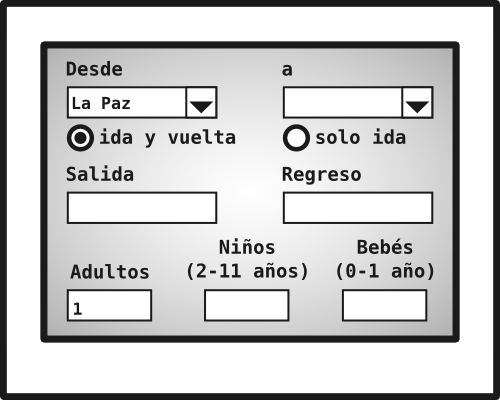 Desde a
La Paz
ida y vuelta solo ida
Salida Regreso
Adultos Niños (2-11 años) Bebés (0-1 año)
1